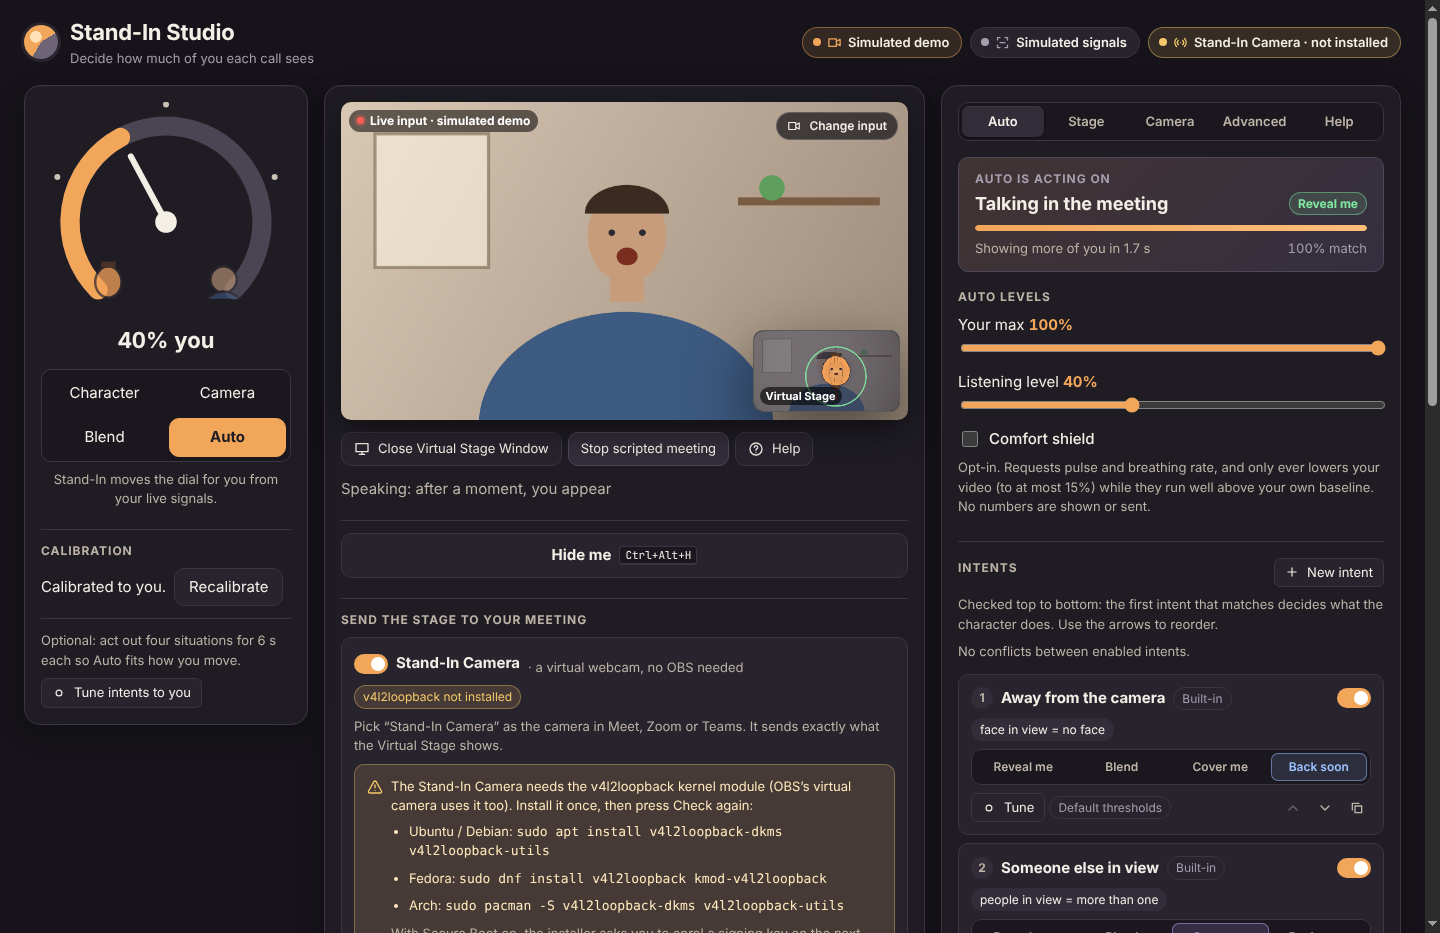 Stand-In Studio
Decide how much of you each call sees
Simulated demo
Simulated signals
Stand-In Camera · not installed
40% you
Character
Camera
Blend
Auto
Stand-In moves the dial for you from
your live signals.
CALIBRATION
Calibrated to you.
Recalibrate
Optional: act out four situations for 6 s
each so Auto fits how you move.
Tune intents to you
Live input · simulated demo
Change input
Virtual Stage
Close Virtual Stage Window
Stop scripted meeting
Help
Speaking: after a moment, you appear
Hide me Ctrl+Alt+H
SEND THE STAGE TO YOUR MEETING
Stand-In Camera · a virtual webcam, no OBS needed
v4l2loopback not installed
Pick “Stand-In Camera” as the camera in Meet, Zoom or Teams. It sends exactly what
the Virtual Stage shows.
The Stand-In Camera needs the v4l2loopback kernel module (OBS’s virtual
camera uses it too). Install it once, then press Check again:
• Ubuntu / Debian: sudo apt install v4l2loopback-dkms
v4l2loopback-utils
• Fedora: sudo dnf install v4l2loopback kmod-v4l2loopback
• Arch: sudo pacman -S v4l2loopback-dkms v4l2loopback-utils
With Secure Boot on, the installer asks you to enrol a signing key on the next
Auto
Stage
Camera
Advanced
Help
AUTO IS ACTING ON
Talking in the meeting
Reveal me
Showing more of you in 1.7 s
100% match
AUTO LEVELS
Your max 100%
Listening level 40%
Comfort shield
Opt-in. Requests pulse and breathing rate, and only ever lowers your
video (to at most 15%) while they run well above your own baseline.
No numbers are shown or sent.
INTENTS
New intent
Checked top to bottom: the first intent that matches decides what the
character does. Use the arrows to reorder.
No conflicts between enabled intents.
1 Away from the camera Built-in
face in view = no face
Reveal me
Blend
Cover me
Back soon
Tune
Default thresholds
2 Someone else in view Built-in
people in view = more than one